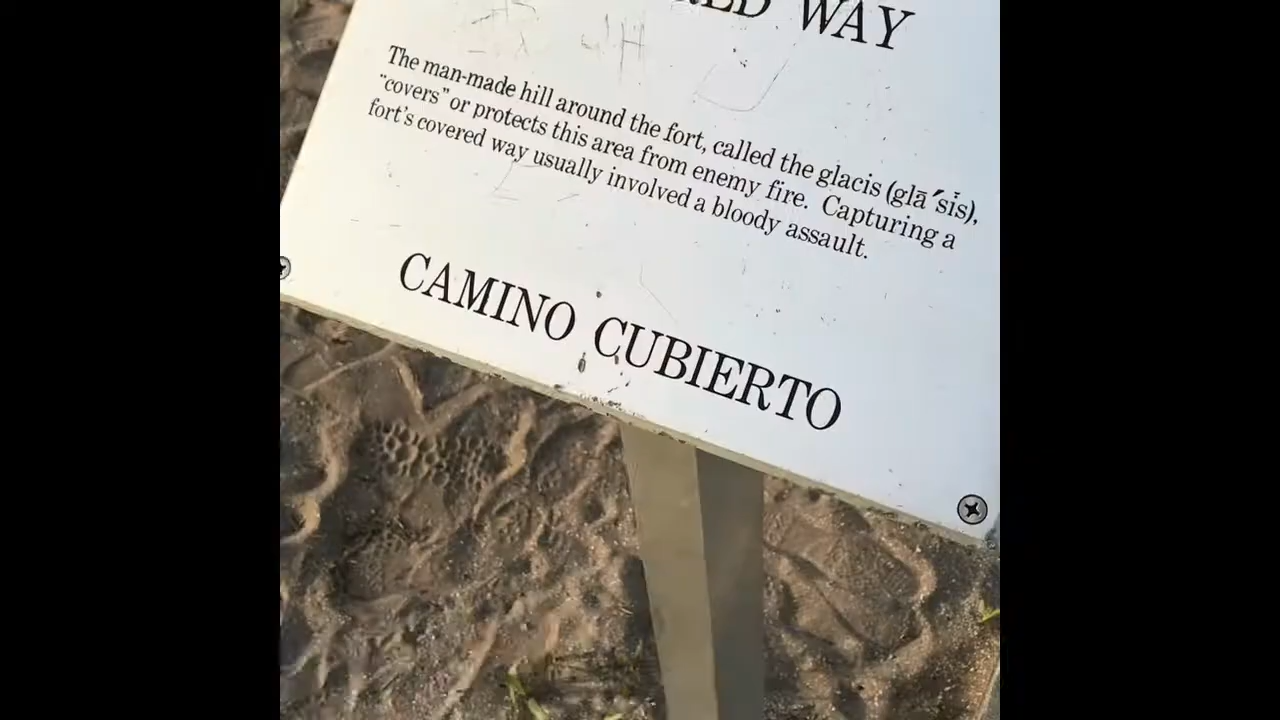 WAY
The man-made hill around the fort, called the glacis (glā´sĭs),
"covers" or protects this area from enemy fire. Capturing a
fort's covered way usually involved a bloody assault.
CAMINO CUBIERTO